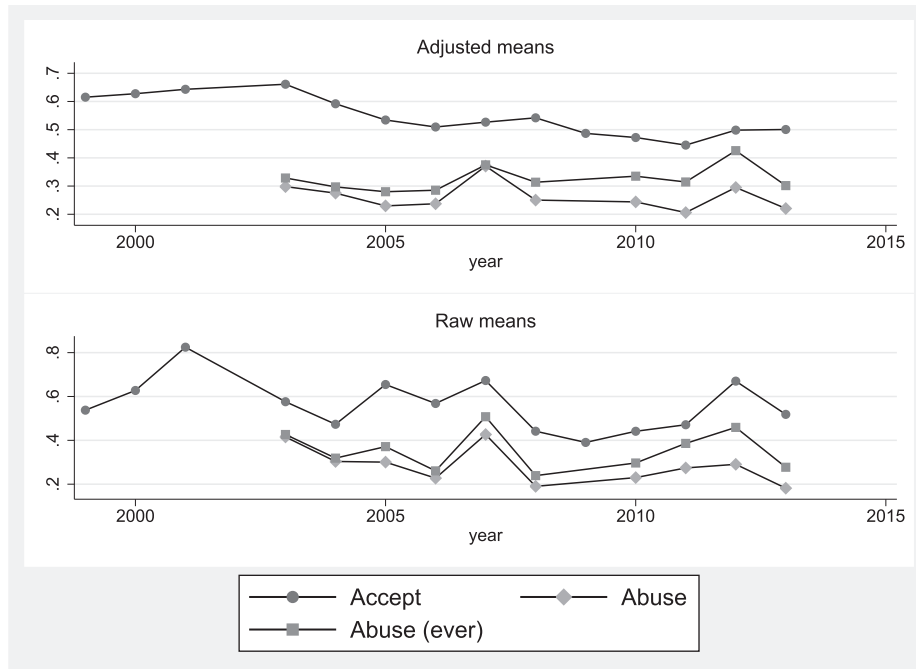 Adjusted means
.7
.6
.5
.4
.3
.2
2000 2005 2010 2015
year
Raw means
.8
.6
.4
.2
2000 2005 2010 2015
year
Accept Abuse
Abuse (ever)